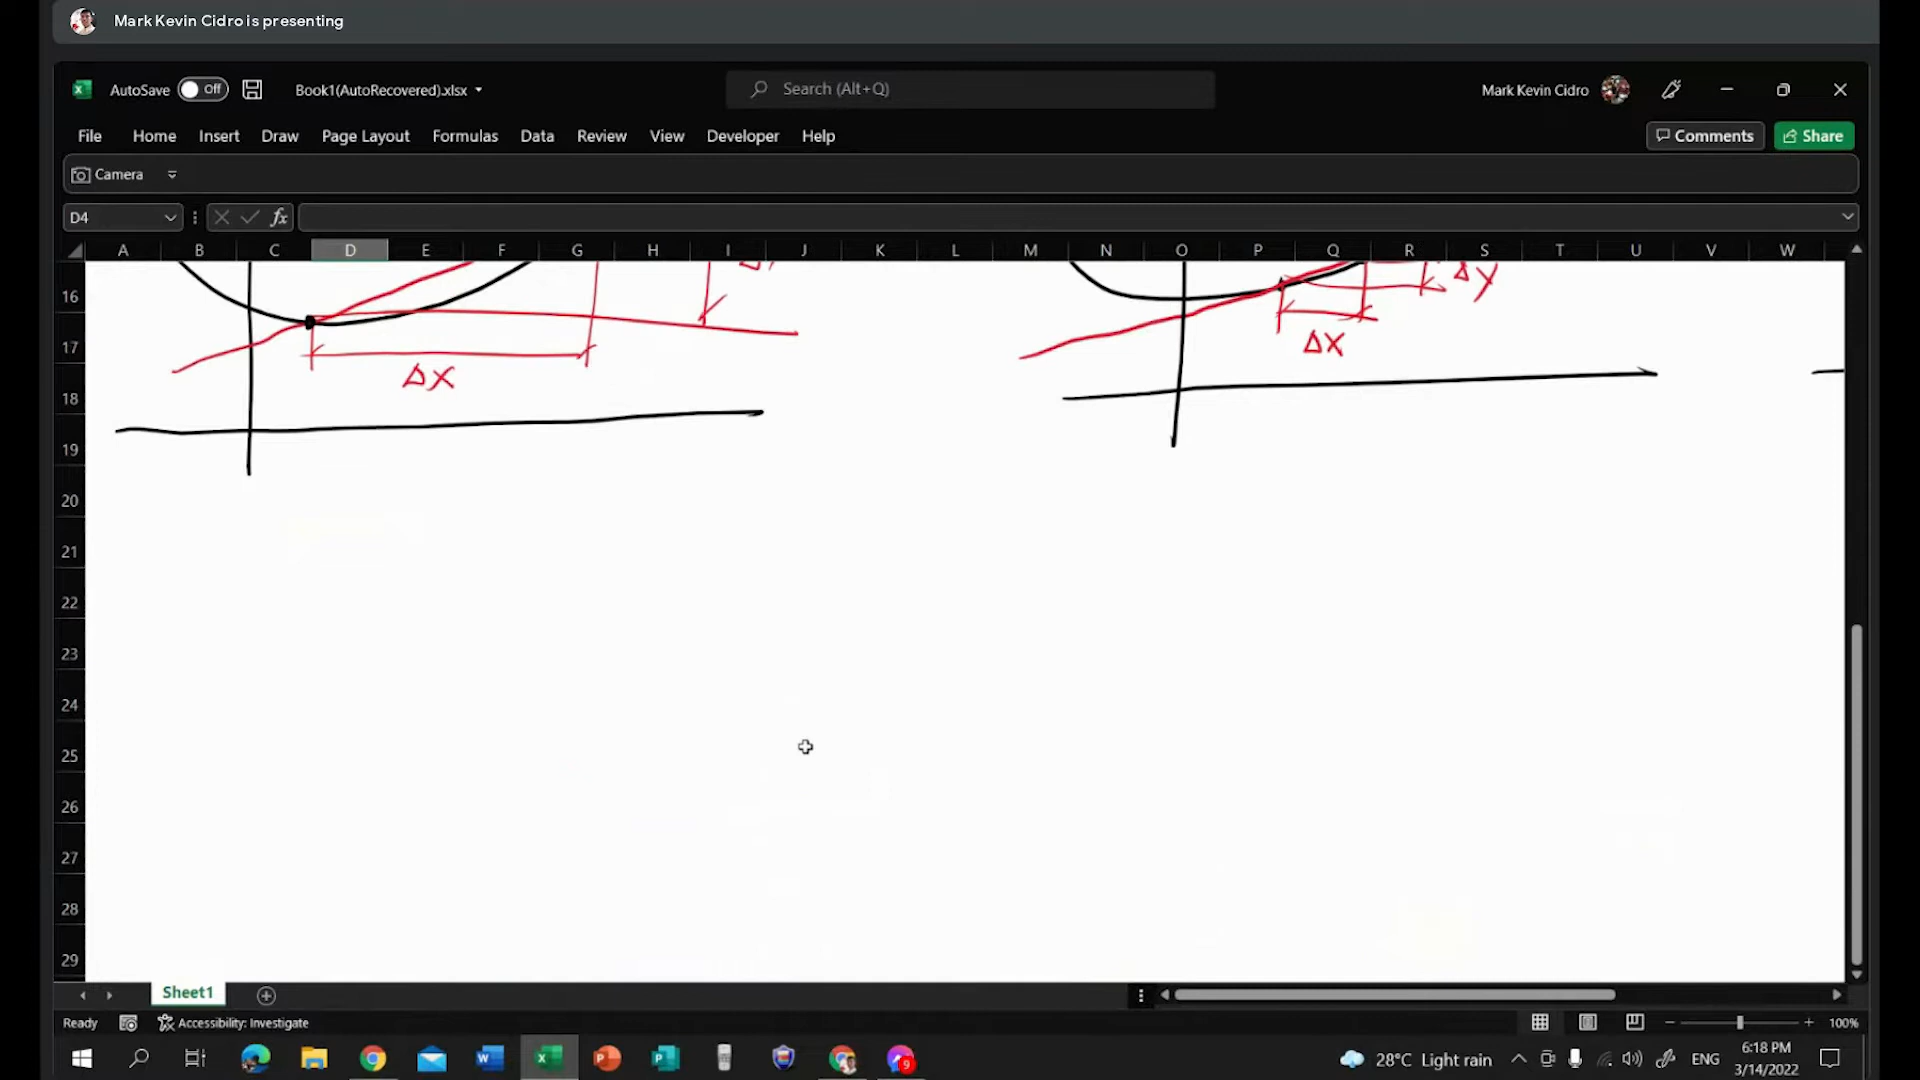 Mark Kevin Cidro is presenting
AutoSave Off Book1(AutoRecovered).xlsx Search (Alt+Q) Mark Kevin Cidro
File Home Insert Draw Page Layout Formulas Data Review View Developer Help Comments Share
Camera
D4 fx
A B C D E F G H I J K L M N O P Q R S T U V W
16
17
18
19
20
21
22
23
24
25
26
27
28
29
Δy
ΔX
ΔX
Sheet1
Ready Accessibility: Investigate 100%
28°C Light rain ENG 6:18 PM
3/14/2022
9